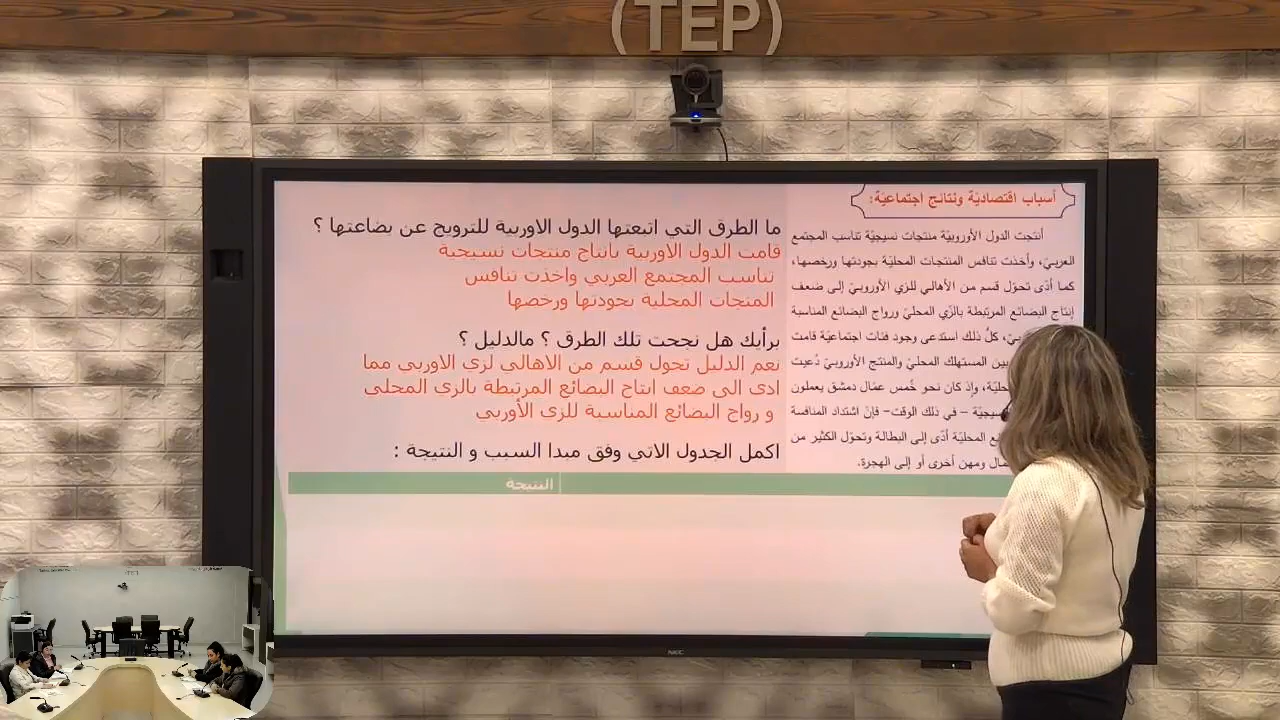 (TEP)
أسباب اقتصاديّة ونتائج اجتماعيّة:
أنتجت الدول الأوروبيّة منتجات نسيجيّة تناسب المجتمع
العربيّ، وأخذت تنافس المنتجات المحليّة بجودتها ورخصها،
كما أدّى تحوّل قسم من الأهالي للزي الأوروبيّ إلى ضعف
إنتاج البضائع المرتبطة بالزّي المحليّ ورواج البضائع المناسبة
كلُّ ذلك استدعى وجود فئات اجتماعيّة قامت
بين المستهلك المحليّ والمنتج الأوروبيّ دُعيت
وإذ كان نحو خُمس عمّال دمشق يعملون
– في ذلك الوقت– فإنّ اشتداد المنافسة
المحليّة أدّى إلى البطالة وتحوّل الكثير من
ومهن أخرى أو إلى الهجرة.
ما الطرق التي اتبعتها الدول الاوربية للترويج عن بضاعتها ؟
قامت الدول الاوربية بانتاج منتجات نسيجية
تناسب المجتمع العربي واخذت تنافس
المنتجات المحلية بجودتها ورخصها
برأيك هل نجحت تلك الطرق ؟ مالدليل ؟
نعم الدليل تحول قسم من الاهالي لزي الاوربي مما
ادى الى ضعف انتاج البضائع المرتبطة بالزي المحلي
و رواج البضائع المناسبة للزي الأوربي
اكمل الجدول الاتي وفق مبدا السبب و النتيجة :
النتيجة
NEC